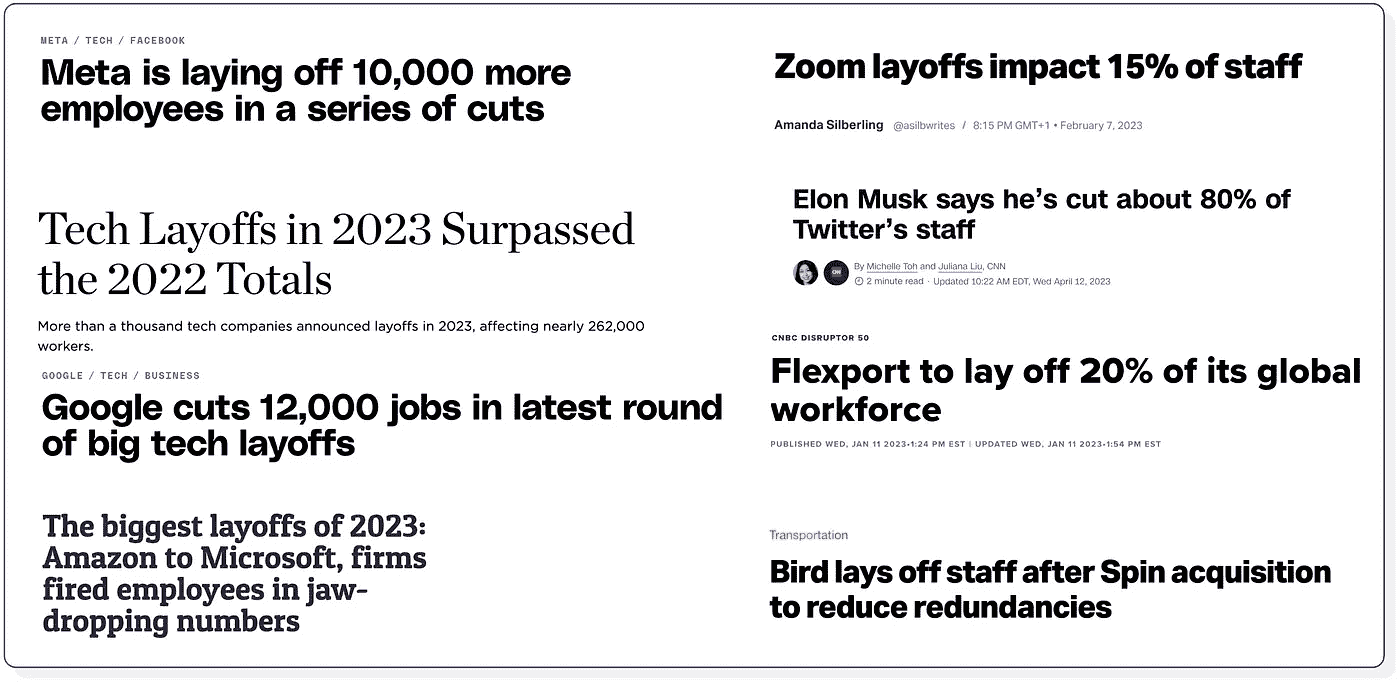 META / TECH / FACEBOOK
Meta is laying off 10,000 more
employees in a series of cuts
Tech Layoffs in 2023 Surpassed
the 2022 Totals
More than a thousand tech companies announced layoffs in 2023, affecting nearly 262,000
workers.
GOOGLE / TECH / BUSINESS
Google cuts 12,000 jobs in latest round
of big tech layoffs
The biggest layoffs of 2023:
Amazon to Microsoft, firms
fired employees in jaw-
dropping numbers
Zoom layoffs impact 15% of staff
Amanda Silberling @asilbwrites / 8:15 PM GMT+1 • February 7, 2023
Elon Musk says he’s cut about 80% of
Twitter’s staff
CNN
By Michelle Toh and Juliana Liu, CNN
2 minute read · Updated 10:22 AM EDT, Wed April 12, 2023
CNBC DISRUPTOR 50
Flexport to lay off 20% of its global
workforce
PUBLISHED WED, JAN 11 2023•1:24 PM EST | UPDATED WED, JAN 11 2023•1:54 PM EST
Transportation
Bird lays off staff after Spin acquisition
to reduce redundancies